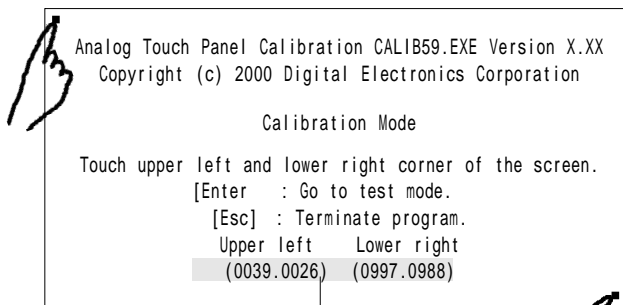 Analog Touch Panel Calibration CALIB59.EXE Version X.XX
Copyright (c) 2000 Digital Electronics Corporation
Calibration Mode
Touch upper left and lower right corner of the screen.
[Enter : Go to test mode.
[Esc] : Terminate program.
Upper left Lower right
(0039.0026) (0997.0988)